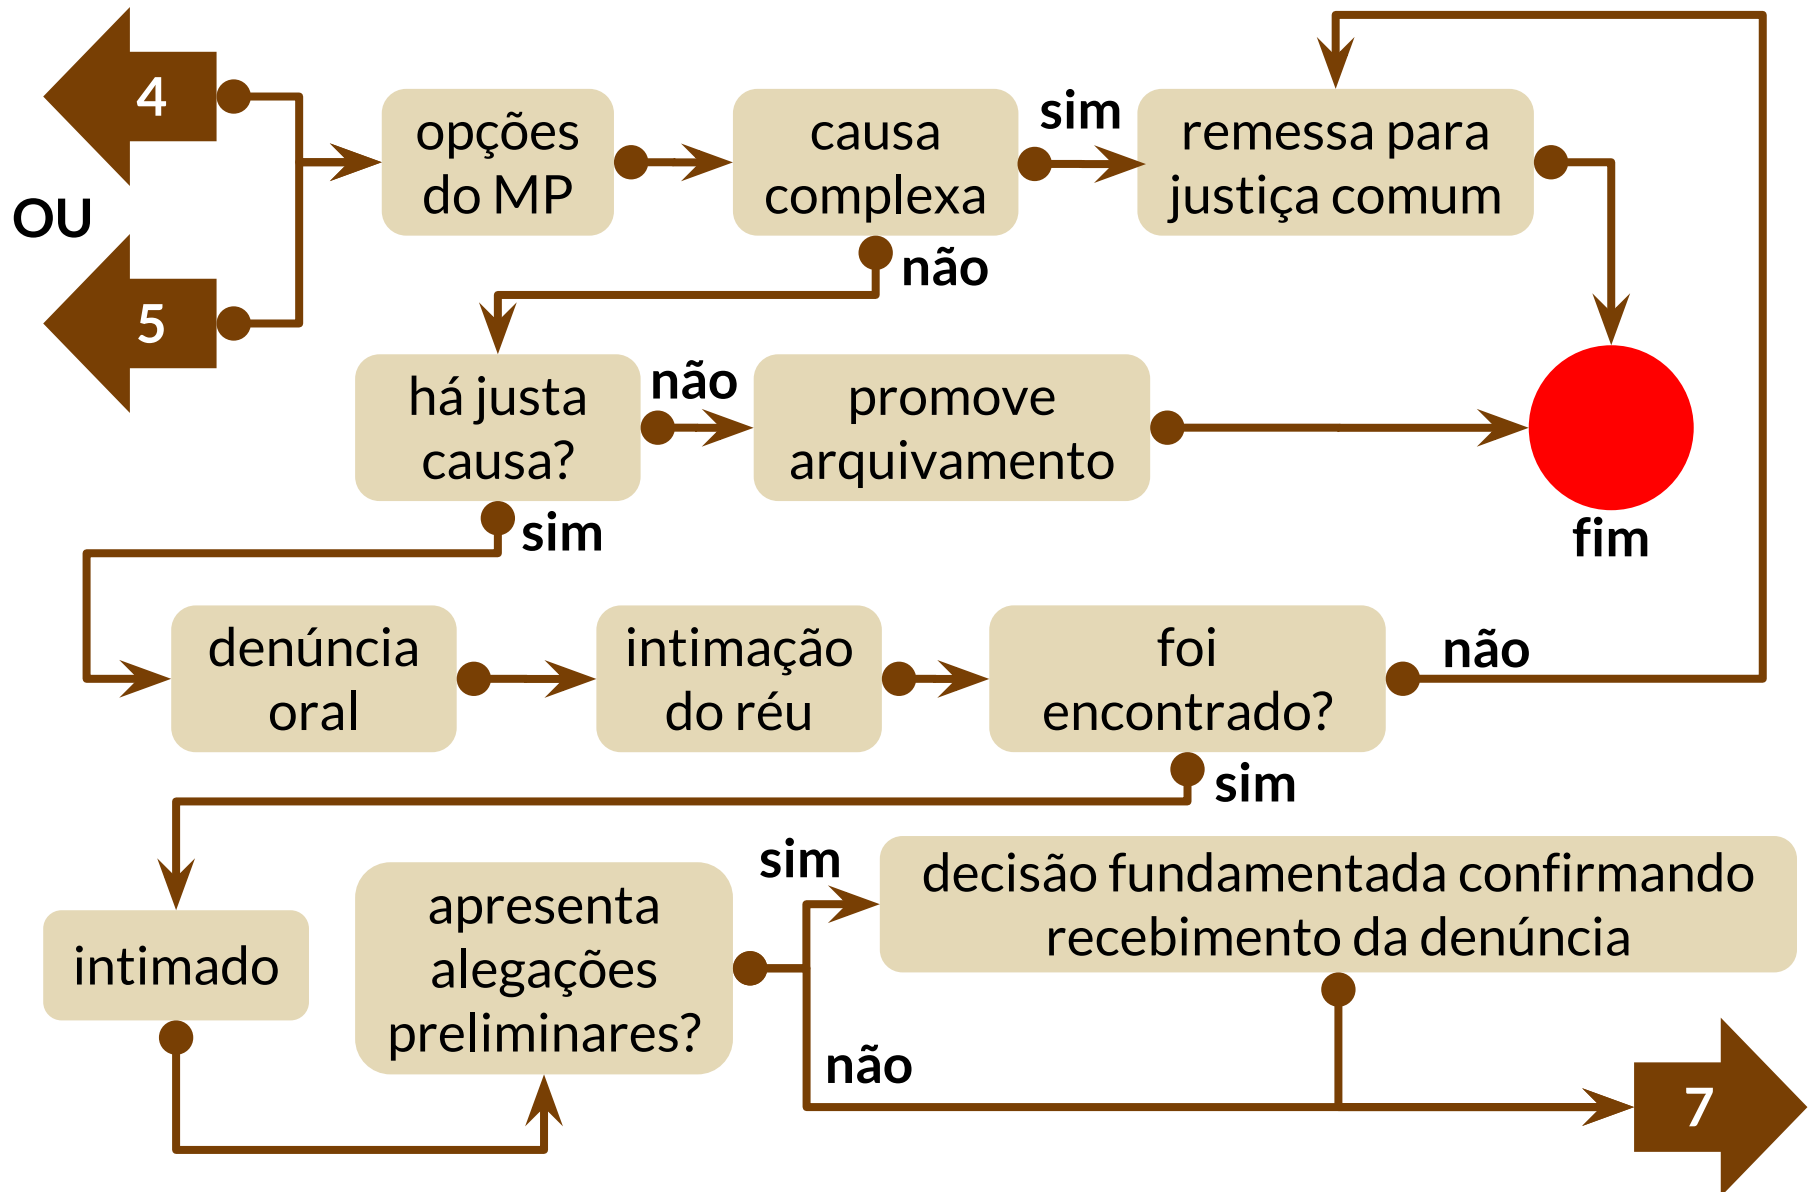 4
OU
5
opções
do MP
causa
complexa
sim
remessa para
justiça comum
não
há justa
causa?
não
promove
arquivamento
fim
sim
denúncia
oral
intimação
do réu
foi
encontrado?
não
sim
intimado
apresenta
alegações
preliminares?
sim
decisão fundamentada confirmando
recebimento da denúncia
não
7